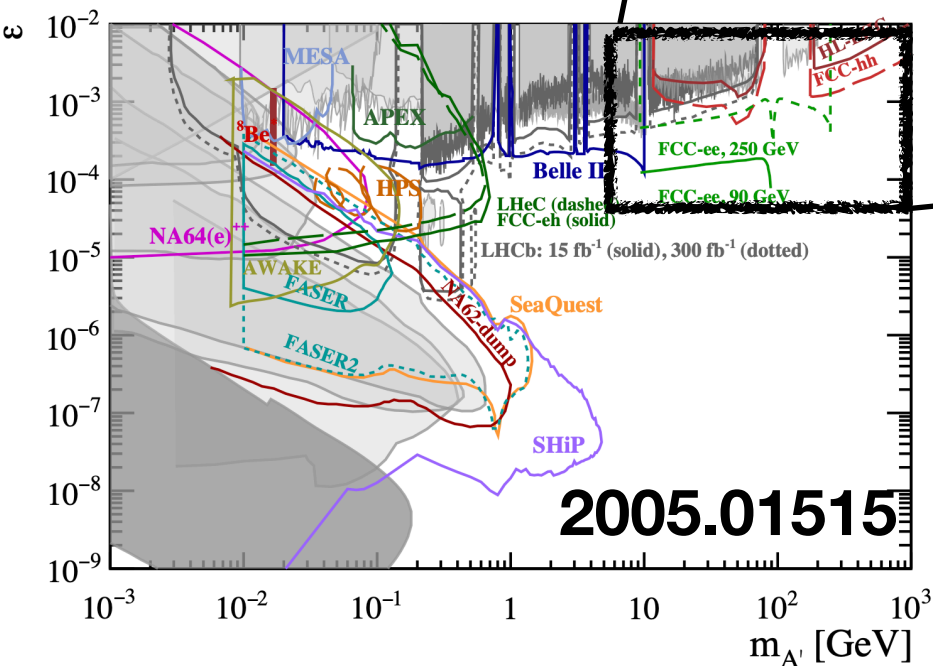 ε
10⁻²
10⁻³
10⁻⁴
10⁻⁵
10⁻⁶
10⁻⁷
10⁻⁸
10⁻⁹
MESA
⁸Be
APEX
HPS
Belle II
FCC-hh
FCC-ee, 250 GeV
FCC-ee, 90 GeV
LHeC (dashe
FCC-eh (solid)
LHCb: 15 fb⁻¹ (solid), 300 fb⁻¹ (dotted)
NA64(e)⁺⁺
AWAKE
FASER
FASER2
NA62-dump
SeaQuest
SHiP
2005.01515
10⁻³ 10⁻² 10⁻¹ 1 10 10² 10³
m_A' [GeV]